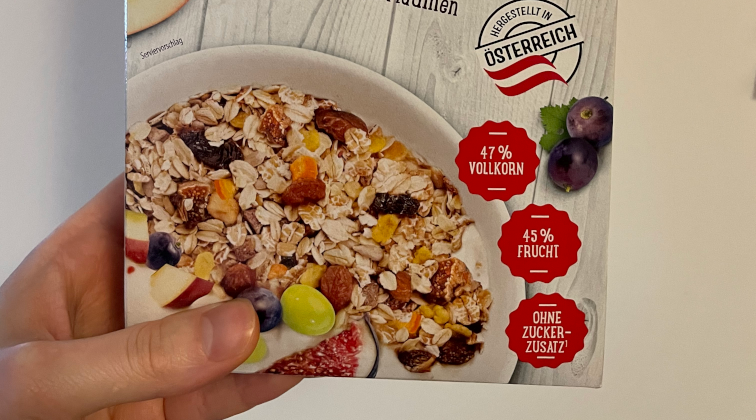 Serviervorschlag
HERGESTELLT IN
ÖSTERREICH
47 %
VOLLKORN
45 %
FRUCHT
OHNE
ZUCKER-
ZUSATZ¹